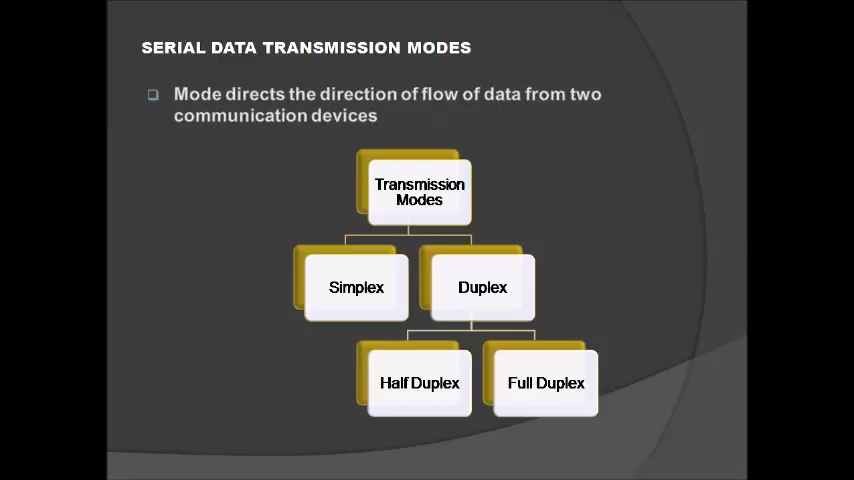 SERIAL DATA TRANSMISSION MODES
Mode directs the direction of flow of data from two
communication devices
Transmission
Modes
Simplex
Duplex
Half Duplex
Full Duplex